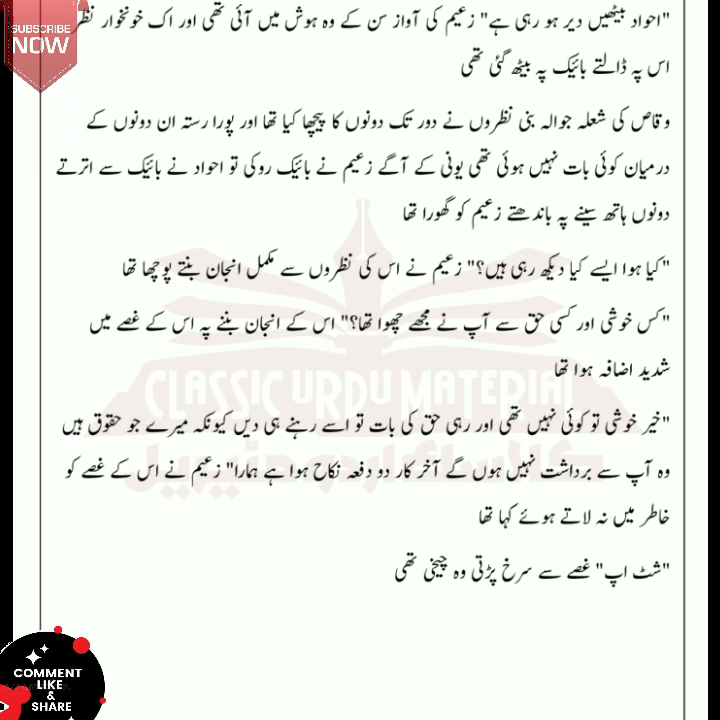 "احواد بیٹھیں دیر ہو رہی ہے" زعیم کی آواز سن کے وہ ہوش میں آئی تھی اور اک خونخوار نظر
اس پہ ڈالتے بائیک پہ بیٹھ گئی تھی
وقاص کی شعلہ جوالہ بنی نظروں نے دور تک دونوں کا پیچھا کیا تھا اور پورا رستہ ان دونوں کے
درمیان کوئی بات نہیں ہوئی تھی یونی کے آگے زعیم نے بائیک روکی تو احواد نے بائیک سے اترتے
دونوں ہاتھ سینے پہ باندھتے زعیم کو گھورا تھا
"کیا ہوا ایسے کیا دیکھ رہی ہیں؟" زعیم نے اس کی نظروں سے مکمل انجان بنتے پوچھا تھا
"کس خوشی اور کسی حق سے آپ نے مجھے چھوا تھا؟" اس کے انجان بننے پہ اس کے غصے میں
شدید اضافہ ہوا تھا
"خیر خوشی تو کوئی نہیں تھی اور رہی حق کی بات تو اسے رہنے ہی دیں کیونکہ میرے جو حقوق ہیں
وہ آپ سے برداشت نہیں ہوں گے آخر کار دو دفعہ نکاح ہوا ہے ہمارا" زعیم نے اس کے غصے کو
خاطر میں نہ لاتے ہوئے کہا تھا
"شٹ اپ" غصے سے سرخ پڑتی وہ چیخی تھی
SUBSCRIBE
NOW
CLASSIC URDU MATERIAL
کلاسک اردو میٹیریل
COMMENT
LIKE
&
SHARE